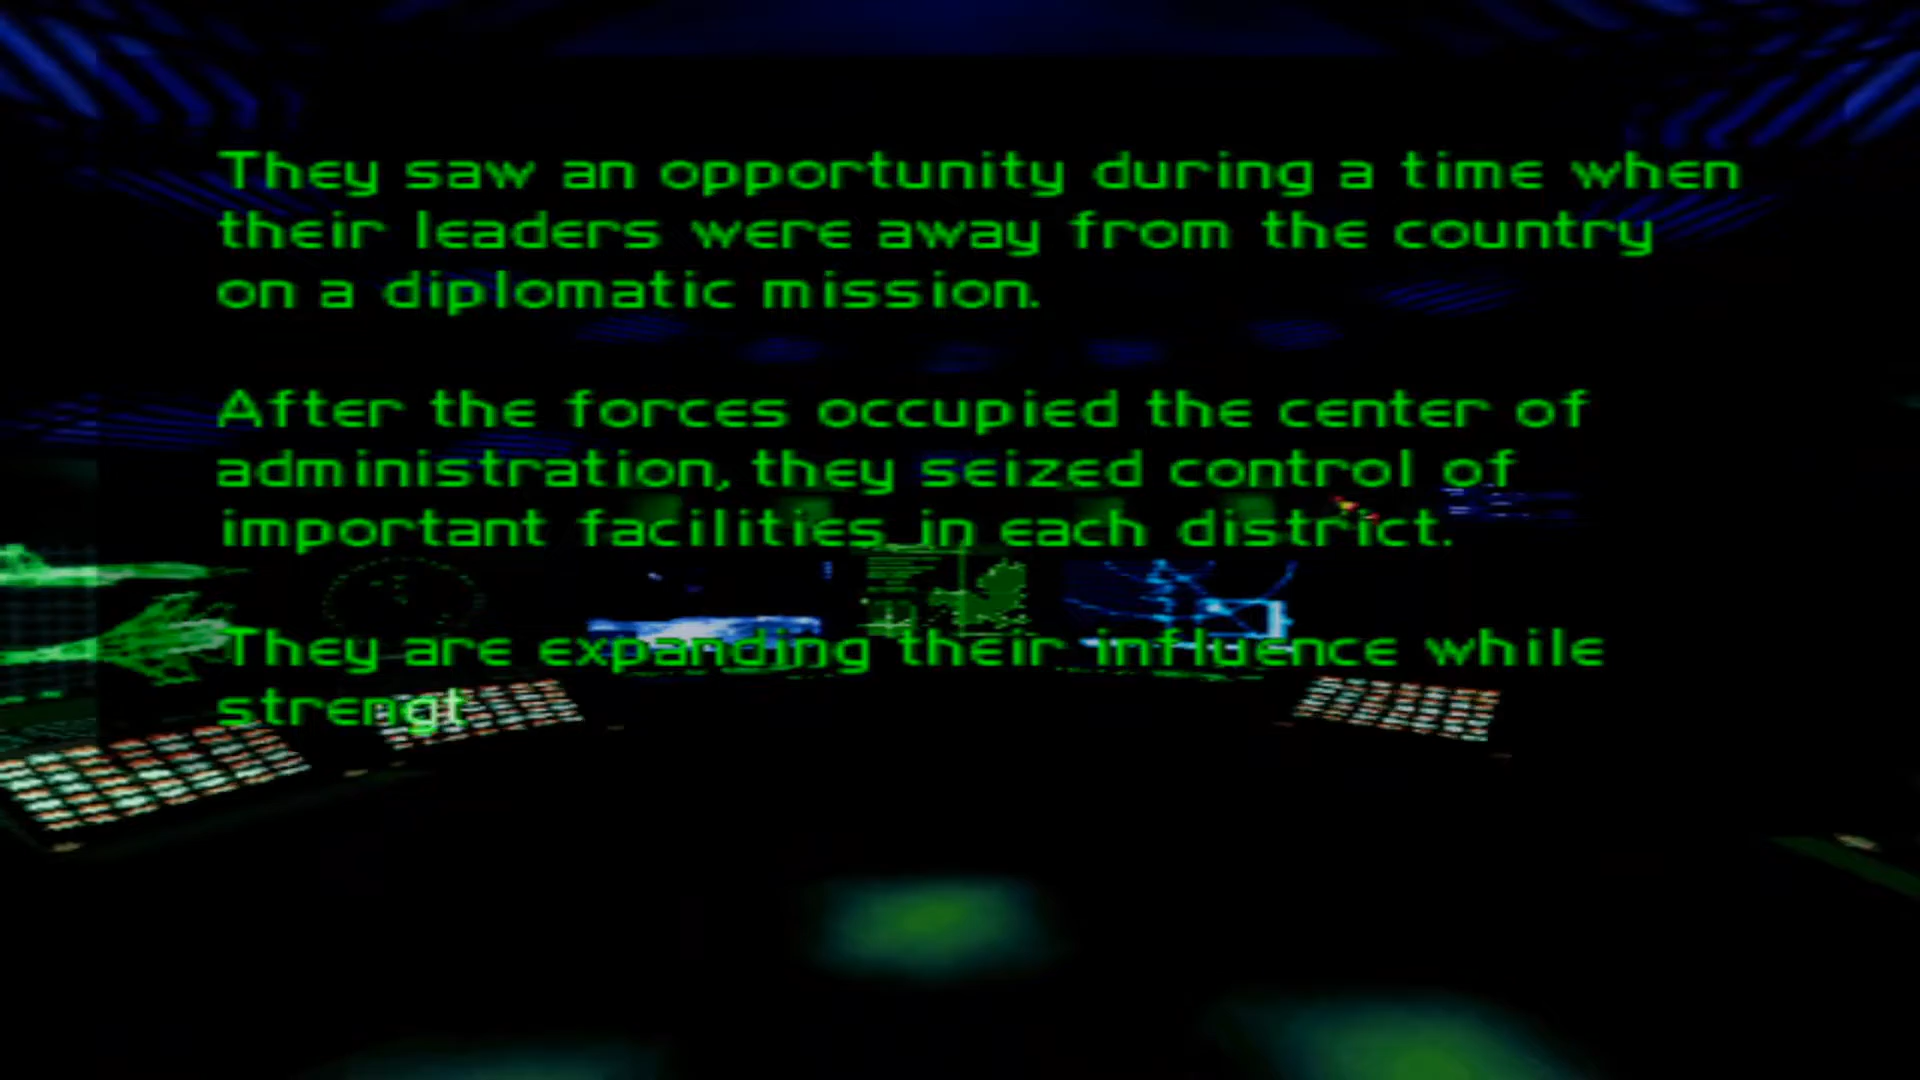 They saw an opportunity during a time when
their leaders were away from the country
on a diplomatic mission.
After the forces occupied the center of
administration, they seized control of
important facilities in each district.
They are expanding their influence while
strengt